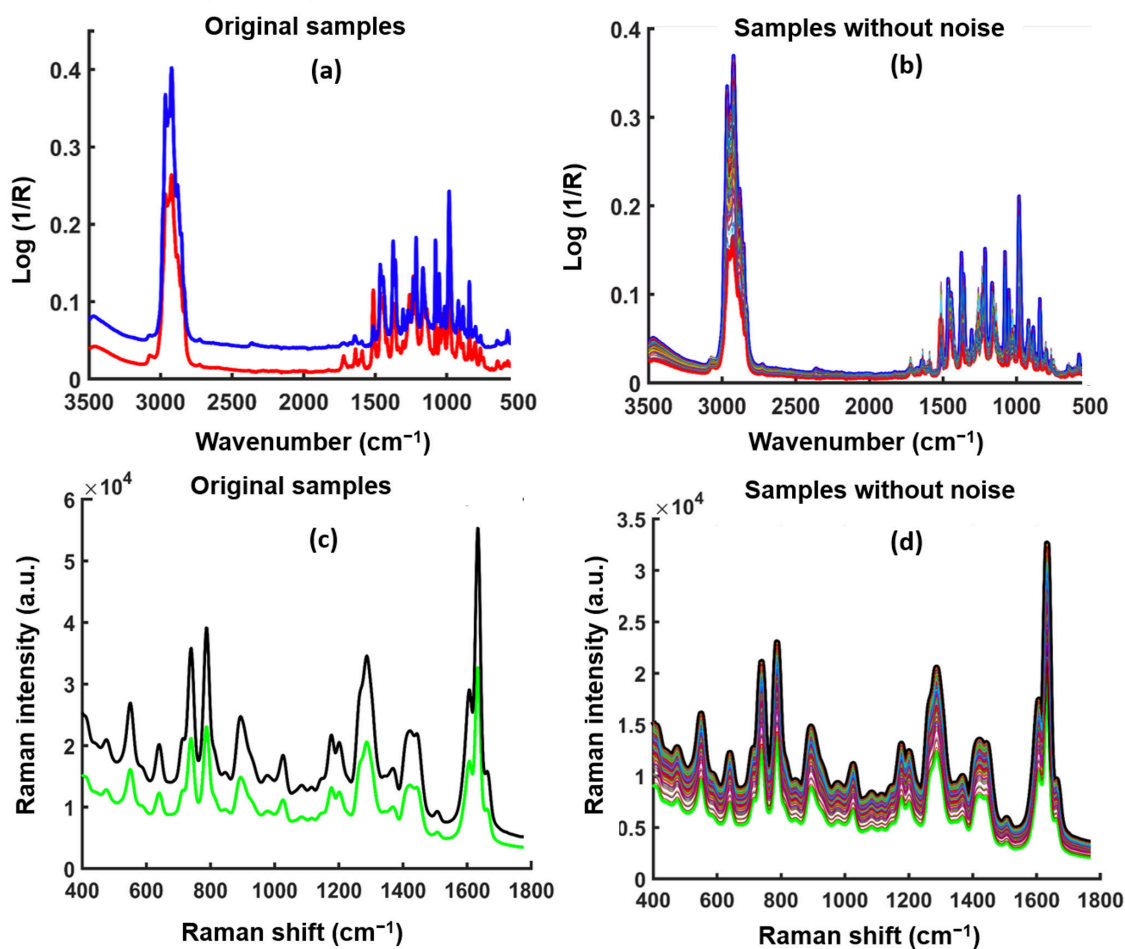 Original samples
(a)
Log (1/R)
0.4
0.3
0.2
0.1
0
3500 3000 2000 1500 1000 500
Wavenumber (cm⁻¹)
Samples without noise
(b)
Log (1/R)
0.4
0.3
0.2
0.1
0
3500 3000 2500 2000 1500 1000 500
Wavenumber (cm⁻¹)
Original samples
×10⁴
(c)
Raman intensity (a.u.)
6
5
4
3
2
1
0
400 600 800 1000 1200 1400 1600 1800
Raman shift (cm⁻¹)
Samples without noise
×10⁴
(d)
Raman intensity (a.u.)
3.5
3
2.5
2
1.5
1
0.5
0
400 600 800 1000 1200 1400 1600 1800
Raman shift (cm⁻¹)